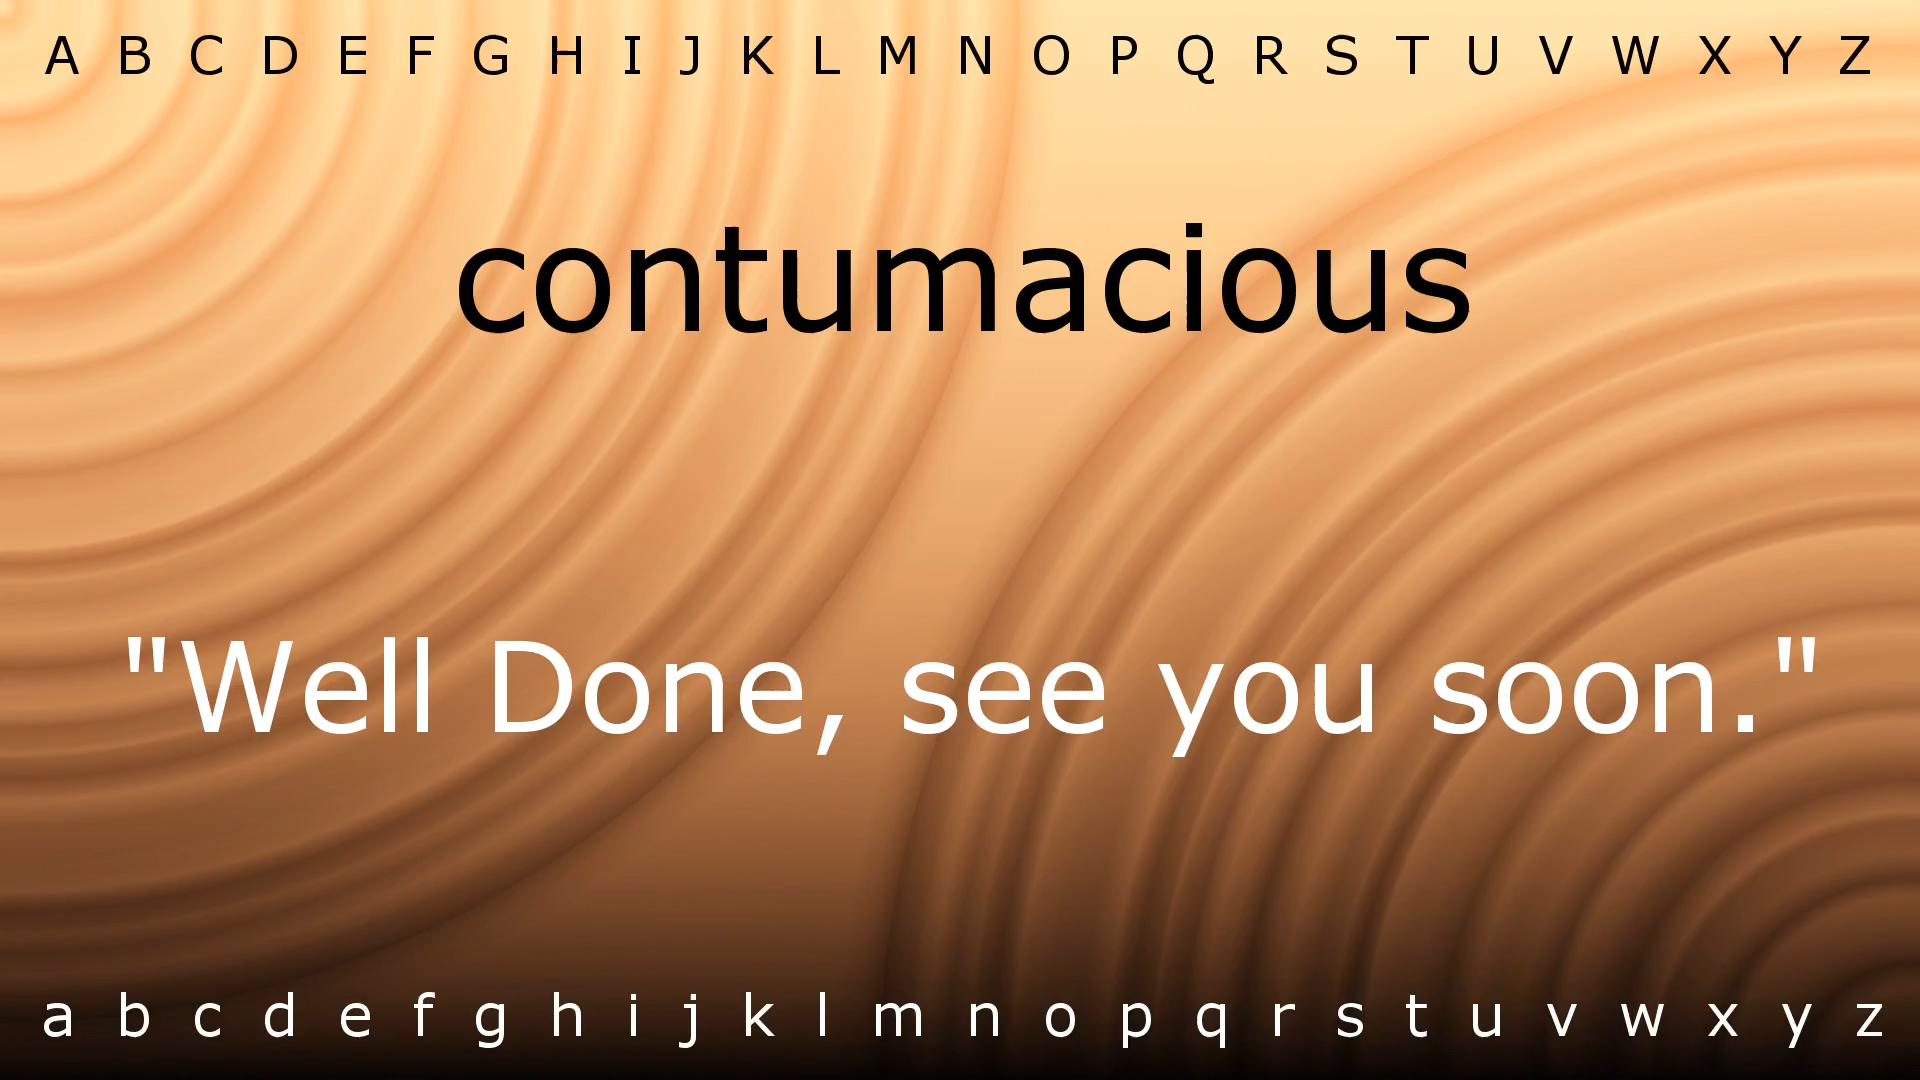 A B C D E F G H I J K L M N O P Q R S T U V W X Y Z
contumacious
"Well Done, see you soon."
a b c d e f g h i j k l m n o p q r s t u v w x y z